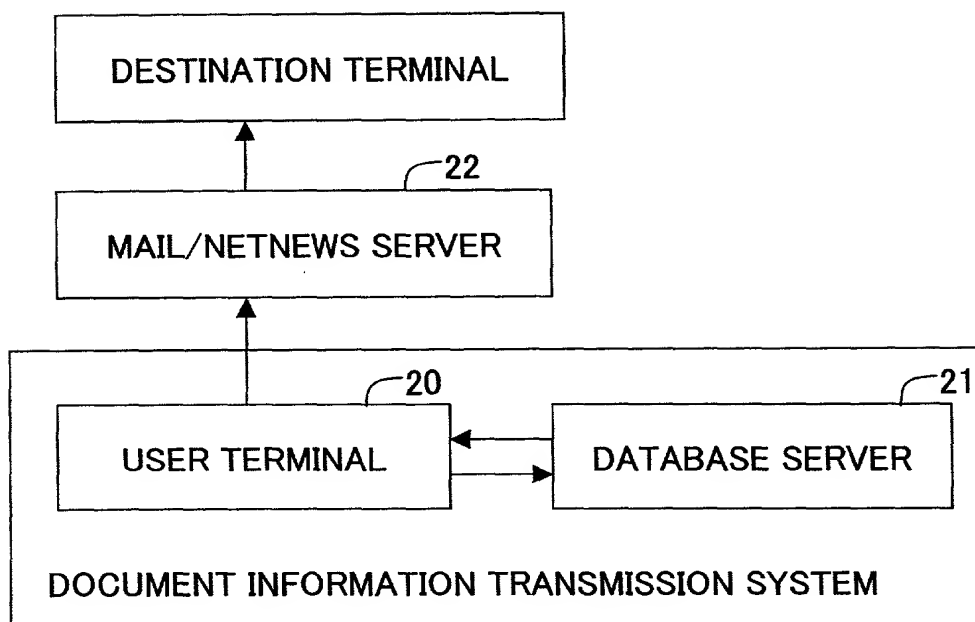 DESTINATION TERMINAL
22
MAIL/NETNEWS SERVER
20
21
USER TERMINAL
DATABASE SERVER
DOCUMENT INFORMATION TRANSMISSION SYSTEM